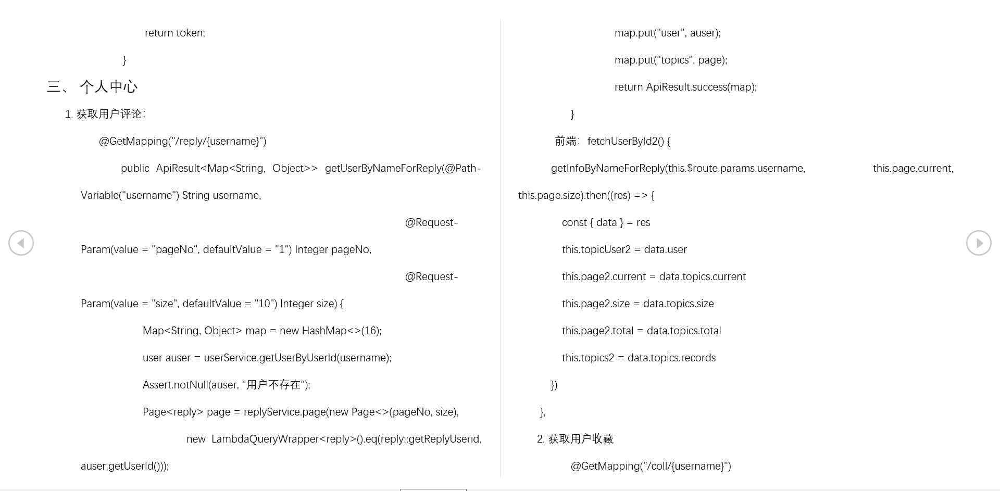 return token;
}
三、 个人中心
1. 获取用户评论：
@GetMapping("/reply/{username}")
public ApiResult<Map<String, Object>> getUserByNameForReply(@Path-
Variable("username") String username,
@Request-
Param(value = "pageNo", defaultValue = "1") Integer pageNo,
@Request-
Param(value = "size", defaultValue = "10") Integer size) {
Map<String, Object> map = new HashMap<>(16);
user auser = userService.getUserByUserId(username);
Assert.notNull(auser, "用户不存在");
Page<reply> page = replyService.page(new Page<>(pageNo, size),
new LambdaQueryWrapper<reply>().eq(reply::getReplyUserid,
auser.getUserId()));
map.put("user", auser);
map.put("topics", page);
return ApiResult.success(map);
}
前端：fetchUserById2() {
getInfoByNameForReply(this.$route.params.username, this.page.current,
this.page.size).then((res) => {
const { data } = res
this.topicUser2 = data.user
this.page2.current = data.topics.current
this.page2.size = data.topics.size
this.page2.total = data.topics.total
this.topics2 = data.topics.records
})
},
2. 获取用户收藏
@GetMapping("/coll/{username}")